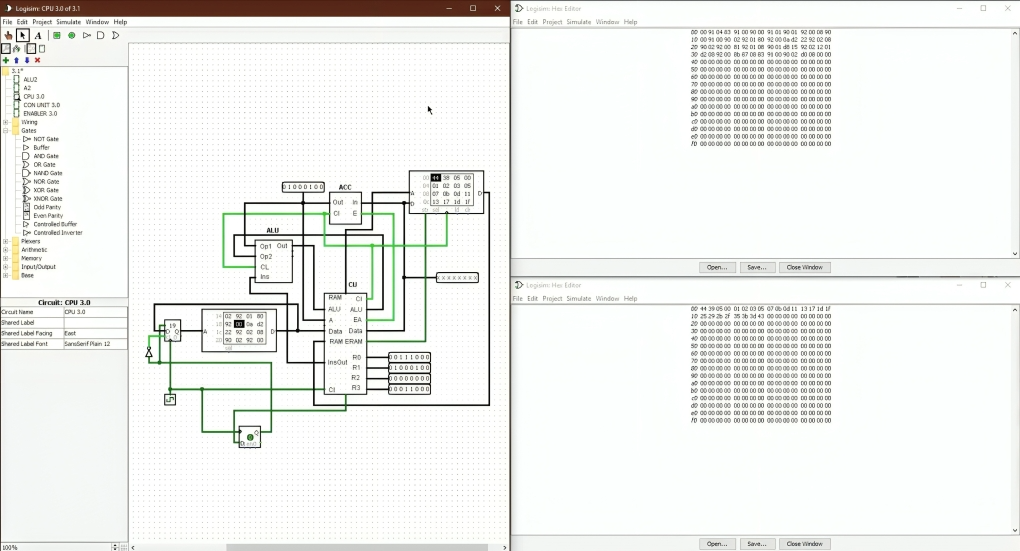 Logisim: CPU 3.0 of 3.1
File Edit Project Simulate Window Help
3.1*
ALU2
A2
CPU 3.0
CON UNIT 3.0
ENABLER 3.0
Wiring
Gates
NOT Gate
Buffer
AND Gate
OR Gate
NAND Gate
NOR Gate
XOR Gate
XNOR Gate
Odd Parity
Even Parity
Controlled Buffer
Controlled Inverter
Plexers
Arithmetic
Memory
Input/Output
Base
Circuit: CPU 3.0
Circuit Name CPU 3.0
Shared Label
Shared Label Facing East
Shared Label Font SansSerif Plain 12
100%
01000100
ACC
Out in
CI E
ALU
Op1 Out
Op2
CL
Ins
A
D
D
44 38 05 00
01 02 03 05
07 0b 0d 11
13 17 1d 1f
XXXXXXXX
CU
RAM CI
ALU ALU
A EA
Data Data
RAM ERAM
InsOut
R0 00111000
R1 01000100
R2 00000000
R3 00011000
CI
19
D Q
A
D
14 02 92 01 80
18 92 00 0a d2
1c 22 92 02 08
20 90 02 92 00
Logisim: Hex Editor
File Edit Project Simulate Window Help
00 00 91 04 83 91 00 90 00 91 01 90 01 92 00 08 90
10 01 00 91 00 90 02 92 01 80 92 00 0a d2 22 92 02 08
20 90 02 92 00 81 92 01 08 90 01 d8 15 92 02 12 01
30 d2 08 92 00 8b 87 08 83 91 00 90 02 d0 08 00 00
40 00 00 00 00 00 00 00 00 00 00 00 00 00 00 00 00
50 00 00 00 00 00 00 00 00 00 00 00 00 00 00 00 00
60 00 00 00 00 00 00 00 00 00 00 00 00 00 00 00 00
70 00 00 00 00 00 00 00 00 00 00 00 00 00 00 00 00
80 00 00 00 00 00 00 00 00 00 00 00 00 00 00 00 00
90 00 00 00 00 00 00 00 00 00 00 00 00 00 00 00 00
a0 00 00 00 00 00 00 00 00 00 00 00 00 00 00 00 00
b0 00 00 00 00 00 00 00 00 00 00 00 00 00 00 00 00
c0 00 00 00 00 00 00 00 00 00 00 00 00 00 00 00 00
d0 00 00 00 00 00 00 00 00 00 00 00 00 00 00 00 00
e0 00 00 00 00 00 00 00 00 00 00 00 00 00 00 00 00
f0 00 00 00 00 00 00 00 00 00 00 00 00 00 00 00 00
Open... Save... Close Window
Logisim: Hex Editor
File Edit Project Simulate Window Help
00 44 39 05 00 01 02 03 05 07 0b 0d 11 13 17 1d 1f
10 25 29 2b 2f 35 3b 3d 43 00 00 00 00 00 00 00 00
20 00 00 00 00 00 00 00 00 00 00 00 00 00 00 00 00
30 00 00 00 00 00 00 00 00 00 00 00 00 00 00 00 00
40 00 00 00 00 00 00 00 00 00 00 00 00 00 00 00 00
50 00 00 00 00 00 00 00 00 00 00 00 00 00 00 00 00
60 00 00 00 00 00 00 00 00 00 00 00 00 00 00 00 00
70 00 00 00 00 00 00 00 00 00 00 00 00 00 00 00 00
80 00 00 00 00 00 00 00 00 00 00 00 00 00 00 00 00
90 00 00 00 00 00 00 00 00 00 00 00 00 00 00 00 00
a0 00 00 00 00 00 00 00 00 00 00 00 00 00 00 00 00
b0 00 00 00 00 00 00 00 00 00 00 00 00 00 00 00 00
c0 00 00 00 00 00 00 00 00 00 00 00 00 00 00 00 00
d0 00 00 00 00 00 00 00 00 00 00 00 00 00 00 00 00
e0 00 00 00 00 00 00 00 00 00 00 00 00 00 00 00 00
f0 00 00 00 00 00 00 00 00 00 00 00 00 00 00 00 00
Open... Save... Close Window